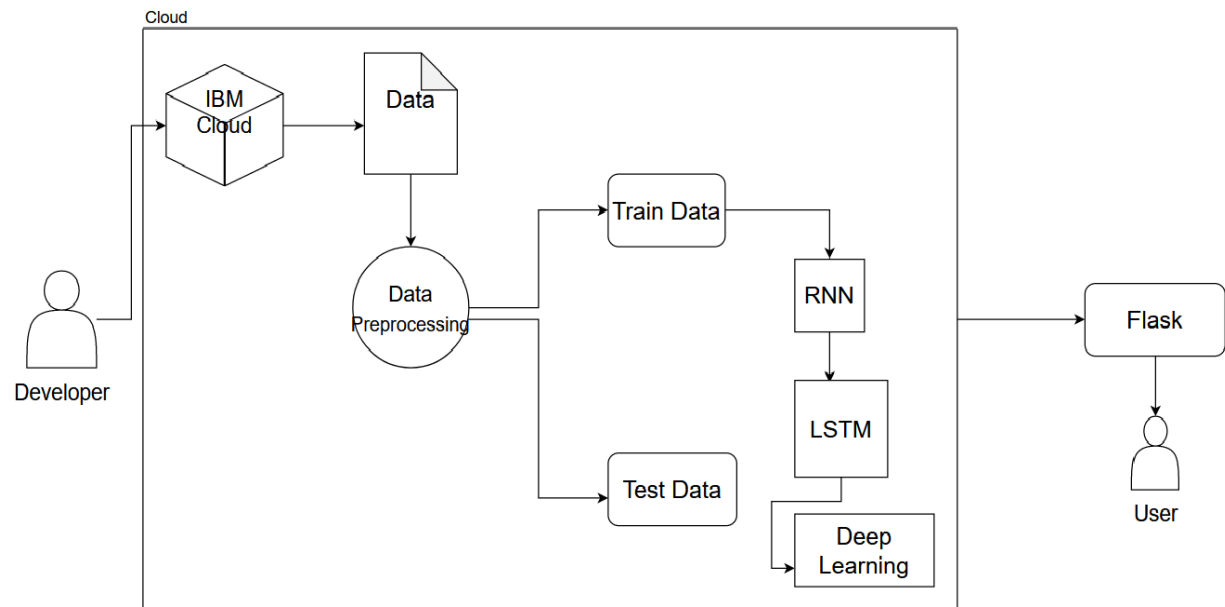 Cloud
IBM
Cloud
Data
Train Data
RNN
Data
Preprocessing
Flask
Developer
LSTM
Test Data
User
Deep
Learning